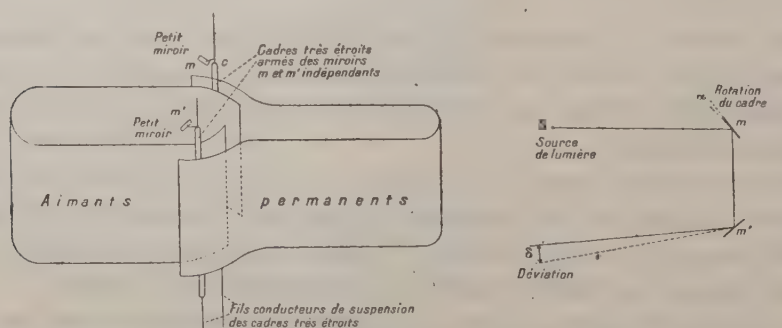 Petit
miroir
m
c
Cadres très étroits
armés des miroirs
m et m' indépendants
m'
Petit
miroir
Aimants permanents
Fils conducteurs de suspension
des cadres très étroits
α
Rotation
du cadre
m
S
Source
de lumière
m'
δ
Déviation